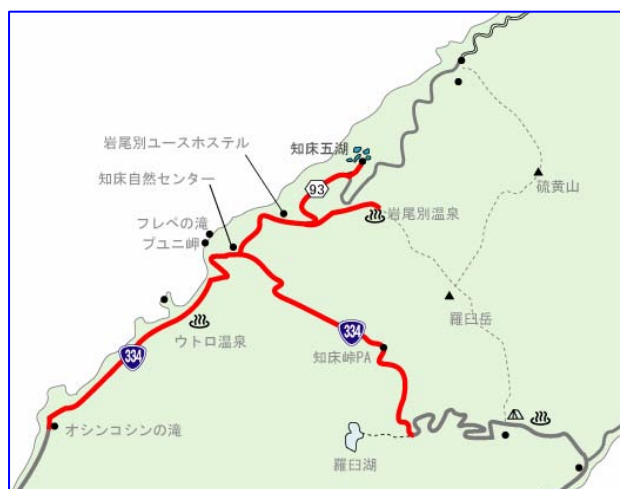 岩尾別ユースホステル
知床五湖
知床自然センター
93
硫黄山
フレペの滝
プユニ岬
岩尾別温泉
羅臼岳
334
334
知床峠PA
ウトロ温泉
オシンコシンの滝
羅臼湖